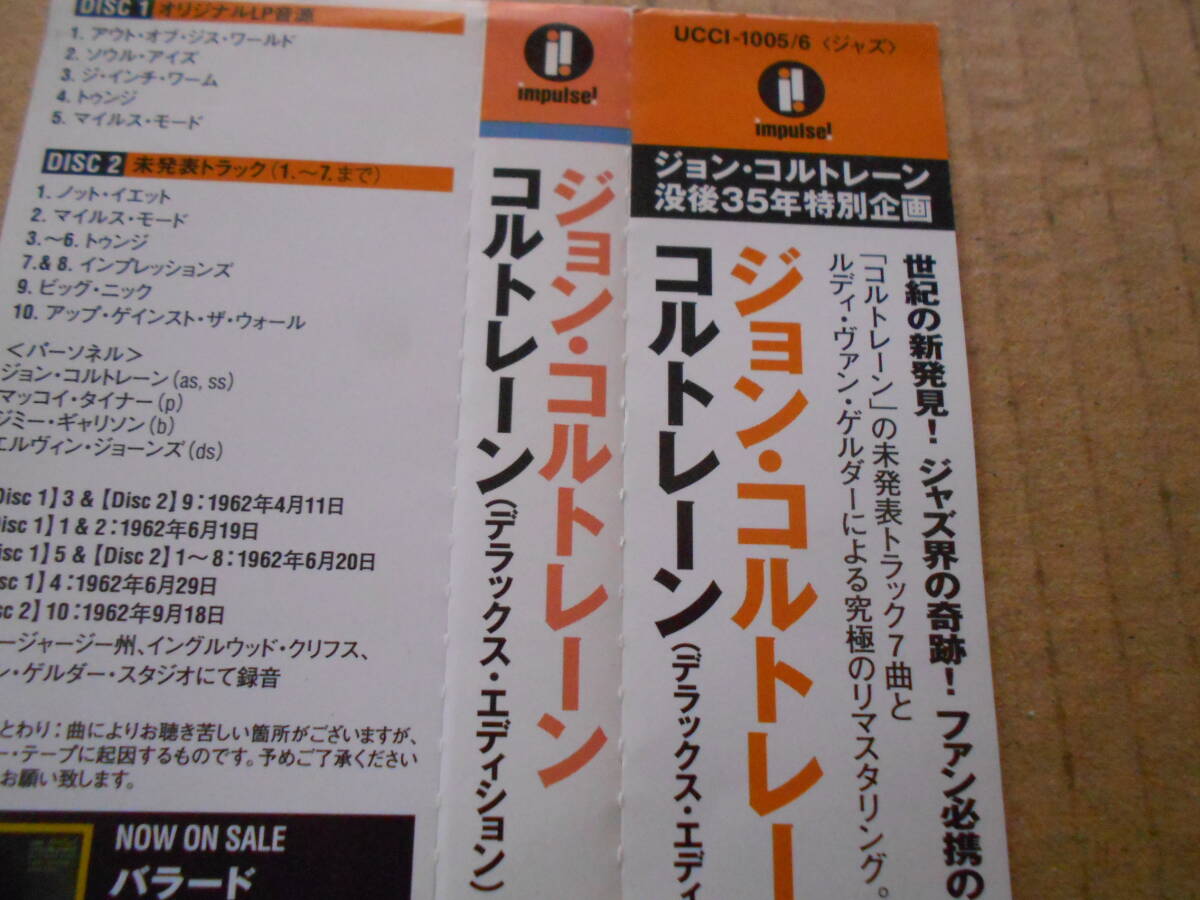 DISC 1 オリジナルLP音源
1. アウト・オブ・ジス・ワールド
2. ソウル・アイズ
3. ジ・インチ・ワーム
4. トゥンジ
5. マイルス・モード
DISC 2 未発表トラック(1.〜7.まで)
1. ノット・イエット
2. マイルス・モード
3.〜6. トゥンジ
7.& 8. インプレッションズ
9. ビッグ・ニック
10. アップ・ゲインスト・ザ・ウォール
<パーソネル>
ジョン・コルトレーン(as, ss)
マッコイ・タイナー(p)
ジミー・ギャリソン(b)
エルヴィン・ジョーンズ(ds)
Disc 1】3 &【Disc 2】9:1962年4月11日
isc 1】1 & 2:1962年6月19日
isc 1】5 &【Disc 2】1〜8:1962年6月20日
sc 1】4:1962年6月29日
c 2】10:1962年9月18日
ージャージー州、イングルウッド・クリフス、
ン・ゲルダー・スタジオにて録音
とわり:曲によりお聴き苦しい箇所がございますが、
ー・テープに起因するものです。予めご了承ください
お願い致します。
NOW ON SALE
バラード
impulse!
ジョン・コルトレーン
コルトレーン(デラックス・エディション)
UCCI-1005/6 〈ジャズ〉
impulse!
ジョン・コルトレーン
没後35年特別企画
世紀の新発見! ジャズ界の奇跡! ファン必携の
「コルトレーン」の未発表トラック7曲と
ルディ・ヴァン・ゲルダーによる究極のリマスタリング。
ジョン・コルトレー
コルトレーン(デラックス・エディ